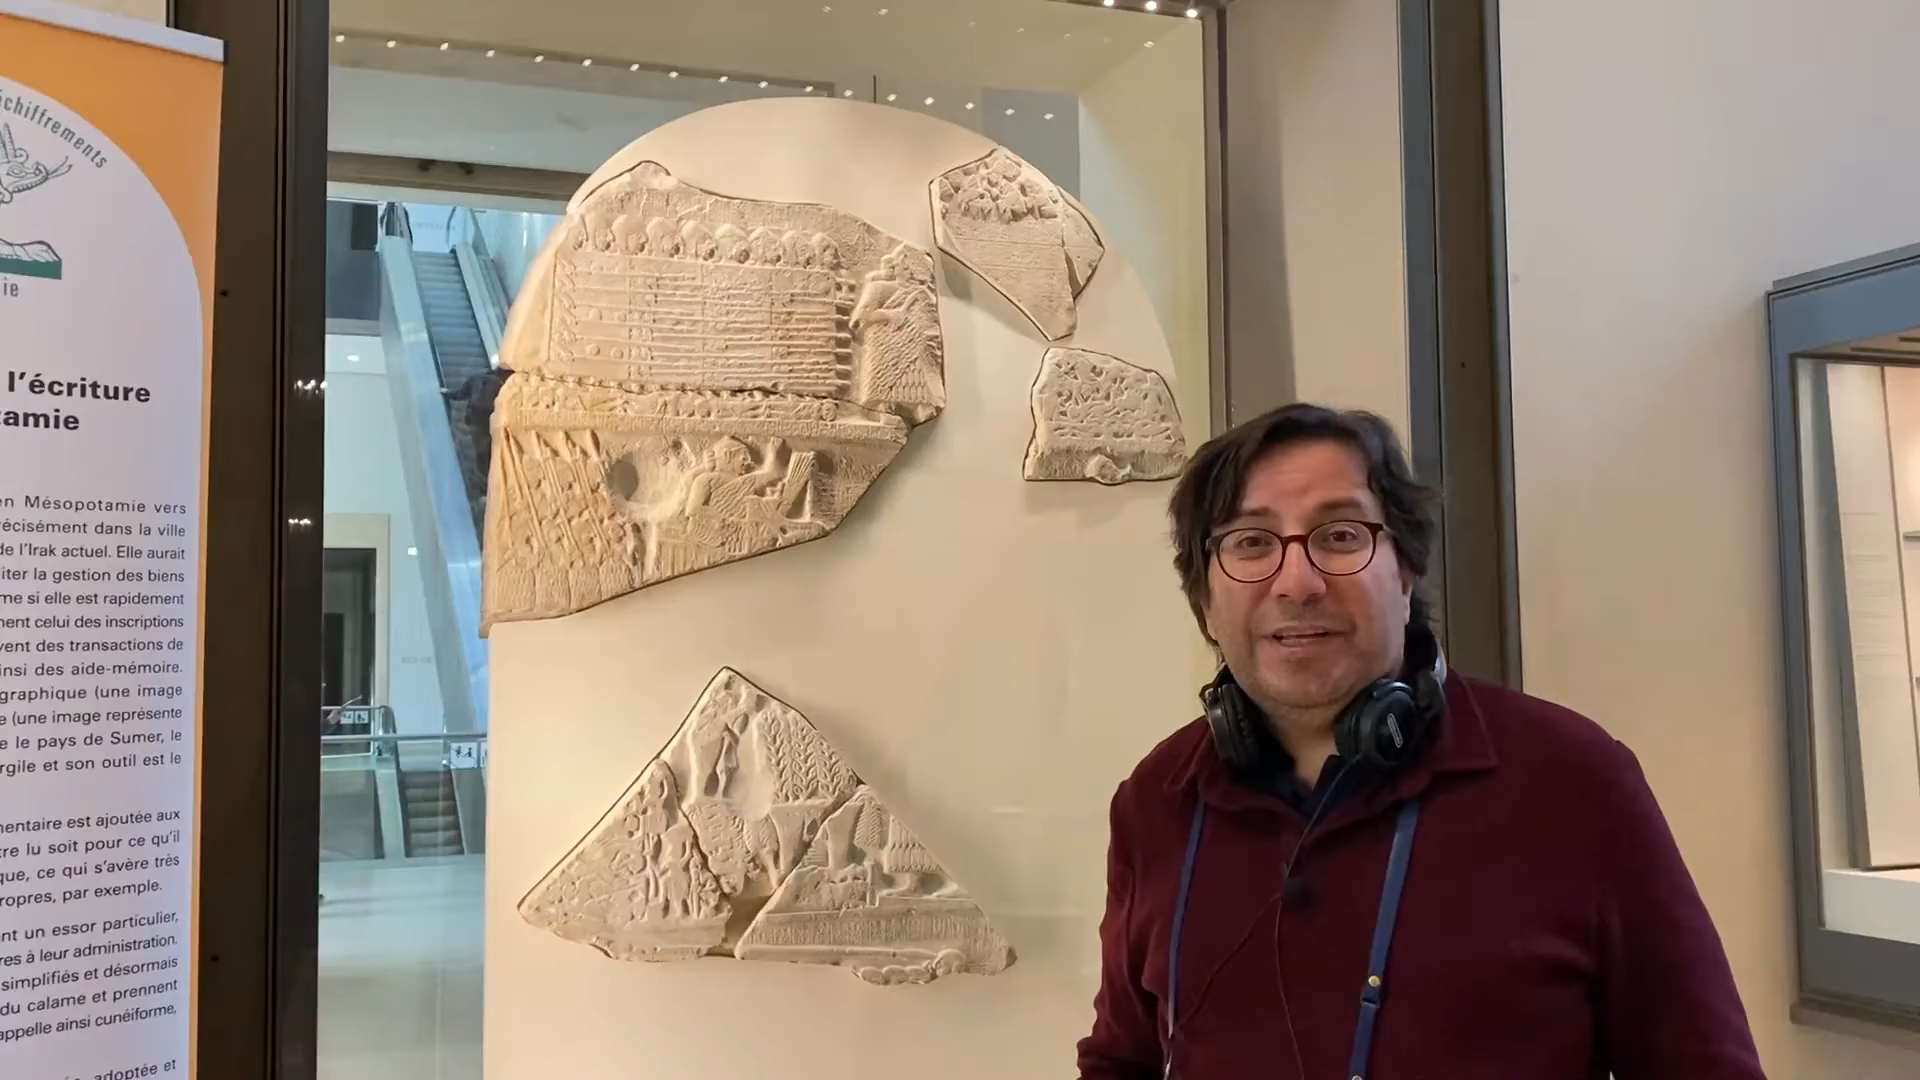 échiffrements
ie
l'écriture
tamie
en Mésopotamie vers
récisément dans la ville
de l'Irak actuel. Elle aurait
iter la gestion des biens
me si elle est rapidement
ment celui des inscriptions
vent des transactions de
insi des aide-mémoire.
graphique (une image
e (une image représente
e le pays de Sumer, le
rgile et son outil est le
mentaire est ajoutée aux
tre lu soit pour ce qu'il
que, ce qui s'avère très
ropres, par exemple.
nt un essor particulier,
res à leur administration.
simplifiés et désormais
du calame et prennent
appelle ainsi cunéiforme,
adoptée et